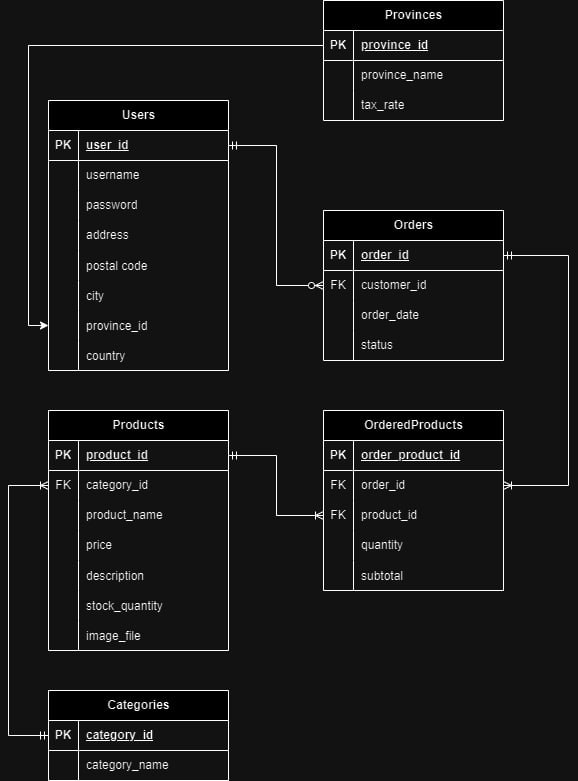 Provinces
PK province_id
province_name
tax_rate
Users
PK user_id
username
password
address
postal code
city
province_id
country
Orders
PK order_id
FK customer_id
order_date
status
Products
PK product_id
FK category_id
product_name
price
description
stock_quantity
image_file
OrderedProducts
PK order_product_id
FK order_id
FK product_id
quantity
subtotal
Categories
PK category_id
category_name